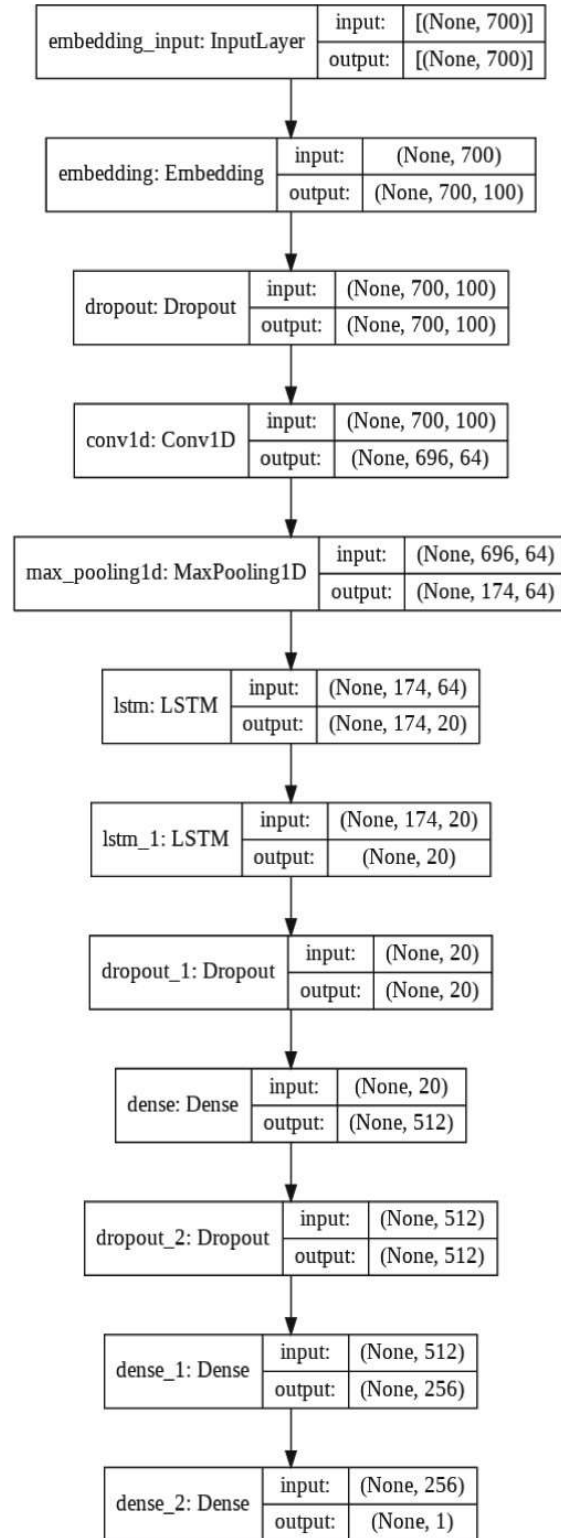 embedding_input: InputLayer
input: [(None, 700)]
output: [(None, 700)]
embedding: Embedding
input: (None, 700)
output: (None, 700, 100)
dropout: Dropout
input: (None, 700, 100)
output: (None, 700, 100)
conv1d: Conv1D
input: (None, 700, 100)
output: (None, 696, 64)
max_pooling1d: MaxPooling1D
input: (None, 696, 64)
output: (None, 174, 64)
lstm: LSTM
input: (None, 174, 64)
output: (None, 174, 20)
lstm_1: LSTM
input: (None, 174, 20)
output: (None, 20)
dropout_1: Dropout
input: (None, 20)
output: (None, 20)
dense: Dense
input: (None, 20)
output: (None, 512)
dropout_2: Dropout
input: (None, 512)
output: (None, 512)
dense_1: Dense
input: (None, 512)
output: (None, 256)
dense_2: Dense
input: (None, 256)
output: (None, 1)